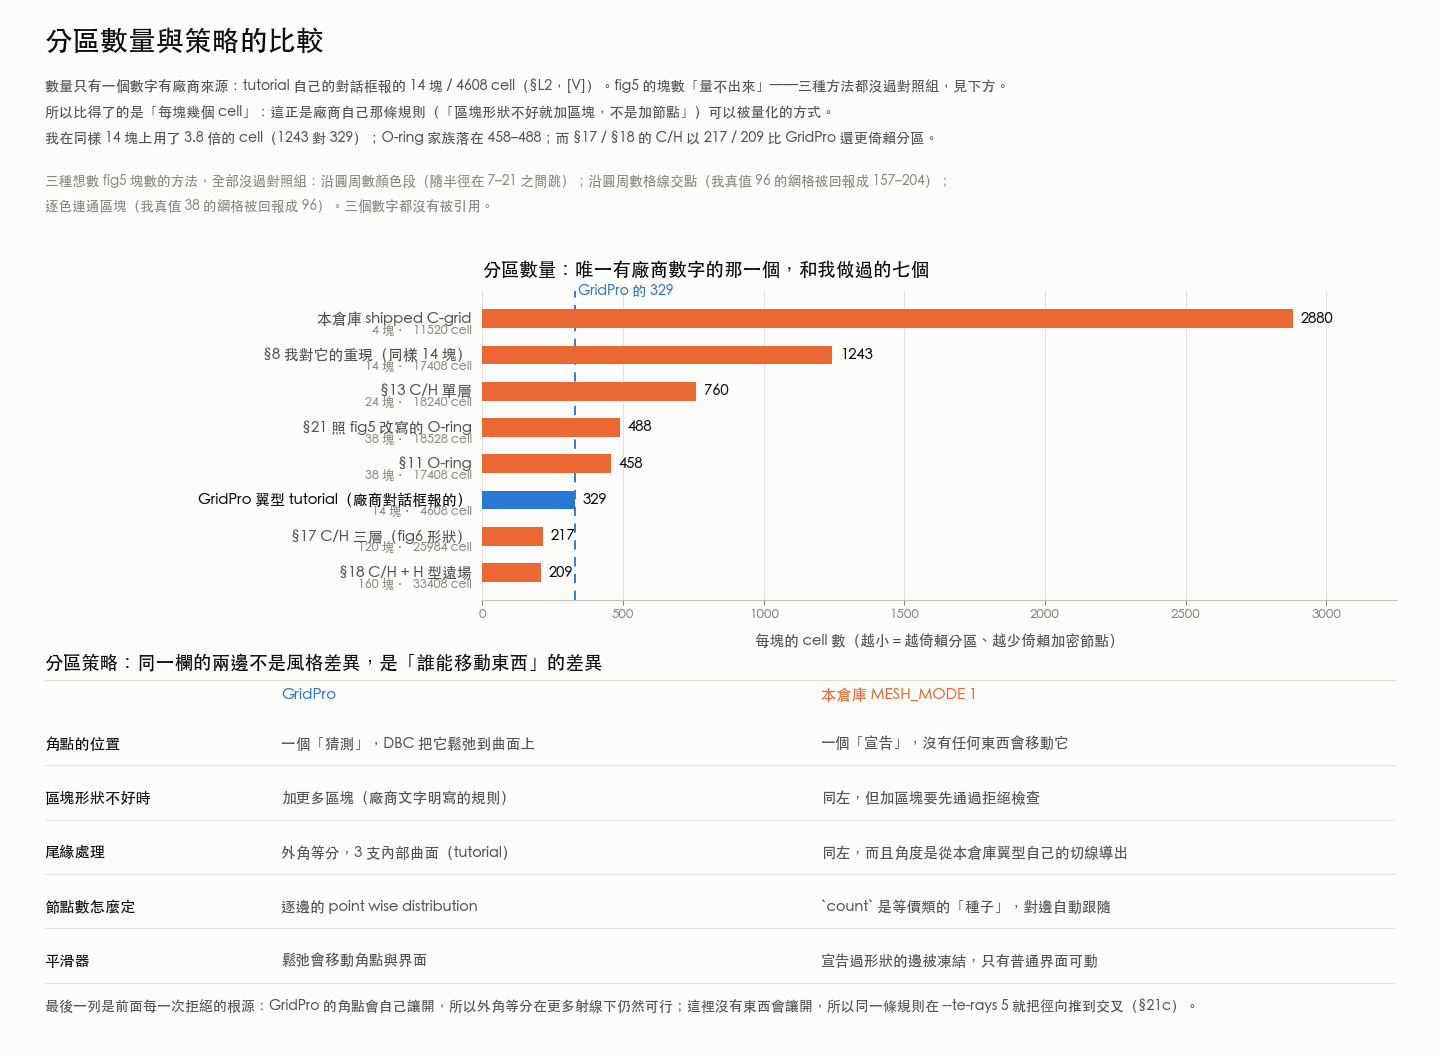 分區數量與策略的比較
數量只有一個數字有廠商來源：tutorial 自己的對話框報的 14 塊 / 4608 cell（§L2，[V]）。fig5 的塊數「量不出來」——三種方法都沒過對照組，見下方。
所以比得了的是「每塊幾個 cell」：這正是廠商自己那條規則（「區塊形狀不好就加區塊，不是加節點」）可以被量化的方式。
我在同樣 14 塊上用了 3.8 倍的 cell（1243 對 329）；O-ring 家族落在 458–488；而 §17 / §18 的 C/H 以 217 / 209 比 GridPro 還更倚賴分區。
三種想數 fig5 塊數的方法，全部沒過對照組：沿圓周數顏色段（隨半徑在 7–21 之間跳）；沿圓周數格線交點（我真值 96 的網格被回報成 157–204）；
逐色連通區塊（我真值 38 的網格被回報成 96）。三個數字都沒有被引用。
分區數量：唯一有廠商數字的那一個，和我做過的七個
GridPro 的 329
本倉庫 shipped C-grid
4 塊 · 11520 cell
2880
§8 我對它的重現（同樣 14 塊）
14 塊 · 17408 cell
1243
§13 C/H 單層
24 塊 · 18240 cell
760
§21 照 fig5 改寫的 O-ring
38 塊 · 18528 cell
488
§11 O-ring
38 塊 · 17408 cell
458
GridPro 翼型 tutorial（廠商對話框報的）
14 塊 · 4608 cell
329
§17 C/H 三層（fig6 形狀）
120 塊 · 25984 cell
217
§18 C/H + H 型遠場
160 塊 · 33408 cell
209
0 500 1000 1500 2000 2500 3000
每塊的 cell 數（越小 = 越倚賴分區、越少倚賴加密節點）
分區策略：同一欄的兩邊不是風格差異，是「誰能移動東西」的差異
GridPro 本倉庫 MESH_MODE 1
角點的位置 一個「猜測」，DBC 把它鬆弛到曲面上 一個「宣告」，沒有任何東西會移動它
區塊形狀不好時 加更多區塊（廠商文字明寫的規則） 同左，但加區塊要先通過拒絕檢查
尾緣處理 外角等分，3 支內部曲面（tutorial） 同左，而且角度是從本倉庫翼型自己的切線導出
節點數怎麼定 逐邊的 point wise distribution `count` 是等價類的「種子」，對邊自動跟隨
平滑器 鬆弛會移動角點與界面 宣告過形狀的邊被凍結，只有普通界面可動
最後一列是前面每一次拒絕的根源：GridPro 的角點會自己讓開，所以外角等分在更多射線下仍然可行；這裡沒有東西會讓開，所以同一條規則在 --te-rays 5 就把徑向推到交叉（§21c）。